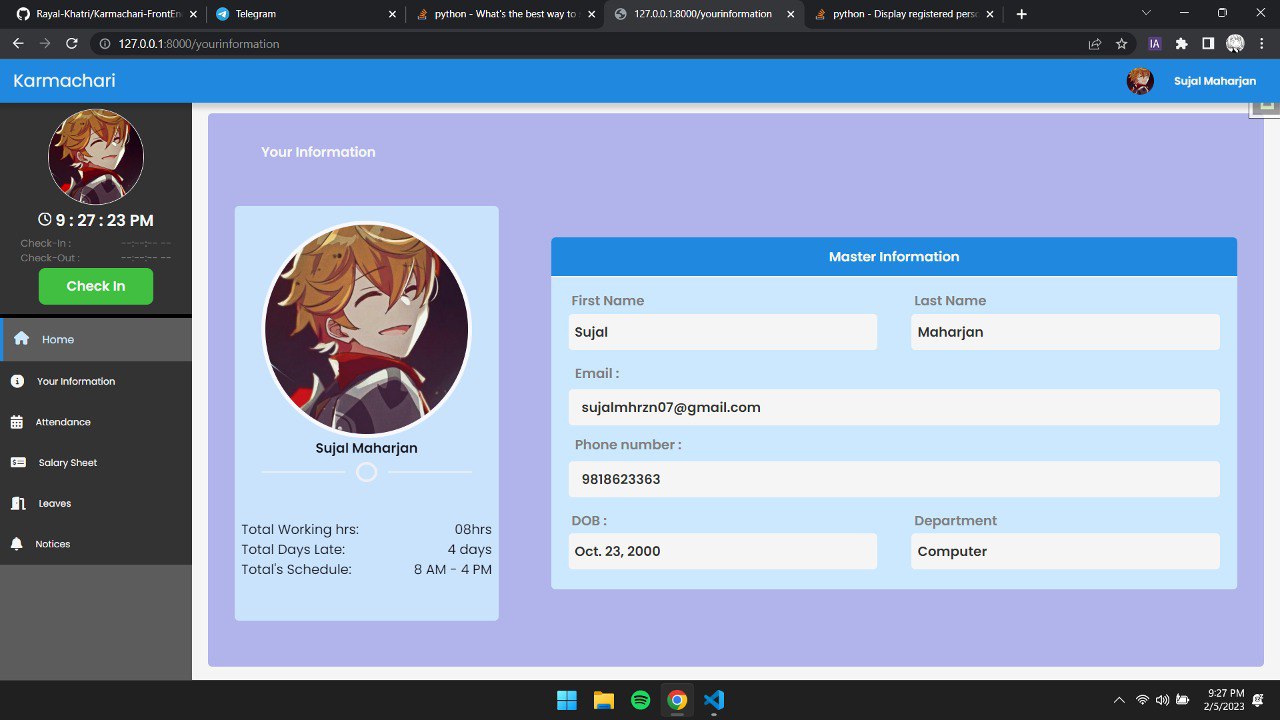 Rayal-Khatri/Karmachari-FrontEn
Telegram
python - What's the best way to
127.0.0.1:8000/yourinformation
python - Display registered pers
127.0.0.1:8000/yourinformation
IA
Karmachari
Sujal Maharjan
9 : 27 : 23 PM
Check-In : --:--:-- --
Check-Out : --:--:-- --
Check In
Home
Your Information
Attendance
Salary Sheet
Leaves
Notices
Your Information
Sujal Maharjan
Total Working hrs: 08hrs
Total Days Late: 4 days
Total's Schedule: 8 AM - 4 PM
Master Information
First Name Last Name
Sujal Maharjan
Email :
sujalmhrzn07@gmail.com
Phone number :
9818623363
DOB : Department
Oct. 23, 2000 Computer
9:27 PM
2/5/2023